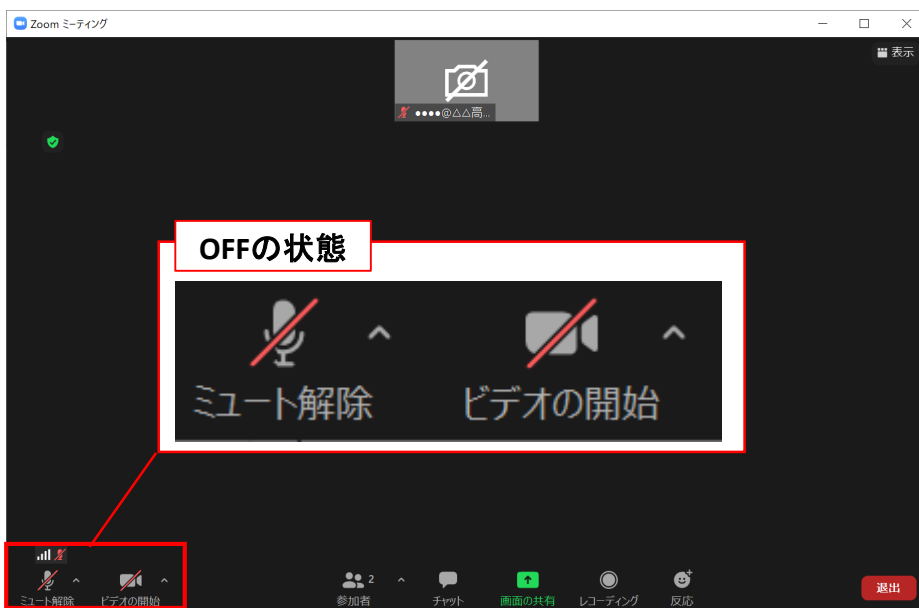 Zoom ミーティング
表示
●●●●@△△高...
OFFの状態
ミュート解除
ビデオの開始
ミュート解除
ビデオの開始
2
参加者
チャット
画面の共有
レコーディング
反応
退出